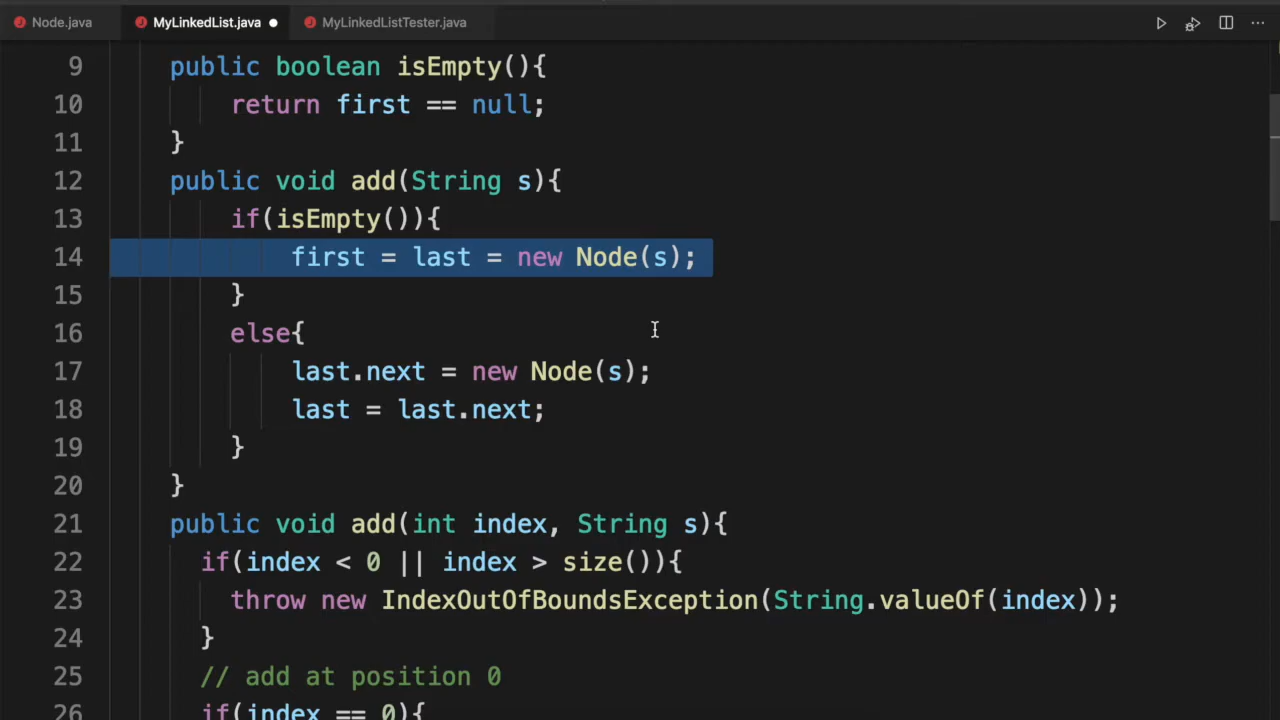 Node.java MyLinkedList.java MyLinkedListTester.java
9 public boolean isEmpty(){
10 return first == null;
11 }
12 public void add(String s){
13 if(isEmpty()){
14 first = last = new Node(s);
15 }
16 else{
17 last.next = new Node(s);
18 last = last.next;
19 }
20 }
21 public void add(int index, String s){
22 if(index < 0 || index > size()){
23 throw new IndexOutOfBoundsException(String.valueOf(index));
24 }
25 // add at position 0
26 if(index == 0){